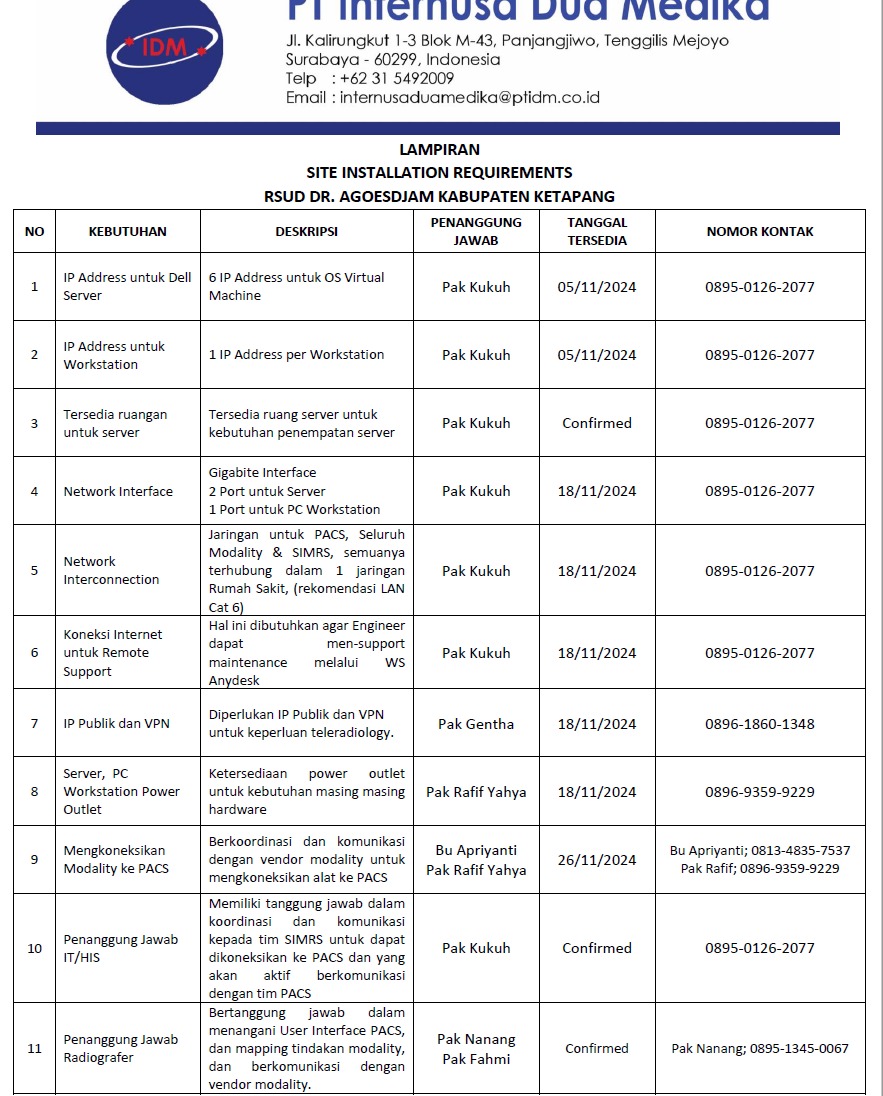 PT Internusa Dua Medika
IDM
Jl. Kalirungkut 1-3 Blok M-43, Panjangjiwo, Tenggilis Mejoyo
Surabaya - 60299, Indonesia
Telp : +62 31 5492009
Email : internusaduamedika@ptidm.co.id
LAMPIRAN
SITE INSTALLATION REQUIREMENTS
RSUD DR. AGOESDJAM KABUPATEN KETAPANG
NO KEBUTUHAN DESKRIPSI PENANGGUNG JAWAB TANGGAL TERSEDIA NOMOR KONTAK
1
IP Address untuk Dell
Server
6 IP Address untuk OS Virtual
Machine
Pak Kukuh
05/11/2024
0895-0126-2077
2
IP Address untuk
Workstation
1 IP Address per Workstation
Pak Kukuh
05/11/2024
0895-0126-2077
3
Tersedia ruangan
untuk server
Tersedia ruang server untuk
kebutuhan penempatan server
Pak Kukuh
Confirmed
0895-0126-2077
4
Network Interface
Gigabite Interface
2 Port untuk Server
1 Port untuk PC Workstation
Pak Kukuh
18/11/2024
0895-0126-2077
5
Network
Interconnection
Jaringan untuk PACS, Seluruh
Modality & SIMRS, semuanya
terhubung dalam 1 jaringan
Rumah Sakit, (rekomendasi LAN
Cat 6)
Pak Kukuh
18/11/2024
0895-0126-2077
6
Koneksi Internet
untuk Remote
Support
Hal ini dibutuhkan agar Engineer
dapat men-support
maintenance melalui WS
Anydesk
Pak Kukuh
18/11/2024
0895-0126-2077
7
IP Publik dan VPN
Diperlukan IP Publik dan VPN
untuk keperluan teleradiology.
Pak Gentha
18/11/2024
0896-1860-1348
8
Server, PC
Workstation Power
Outlet
Ketersediaan power outlet
untuk kebutuhan masing masing
hardware
Pak Rafif Yahya
18/11/2024
0896-9359-9229
9
Mengkoneksikan
Modality ke PACS
Berkoordinasi dan komunikasi
dengan vendor modality untuk
mengkoneksikan alat ke PACS
Bu Apriyanti
Pak Rafif Yahya
26/11/2024
Bu Apriyanti; 0813-4835-7537
Pak Rafif; 0896-9359-9229
10
Penanggung Jawab
IT/HIS
Memiliki tanggung jawab dalam
koordinasi dan komunikasi
kepada tim SIMRS untuk dapat
dikoneksikan ke PACS dan yang
akan aktif berkomunikasi
dengan tim PACS
Pak Kukuh
Confirmed
0895-0126-2077
11
Penanggung Jawab
Radiografer
Bertanggung jawab dalam
menangani User Interface PACS,
dan mapping tindakan modality,
dan berkomunikasi dengan
vendor modality.
Pak Nanang
Pak Fahmi
Confirmed
Pak Nanang; 0895-1345-0067